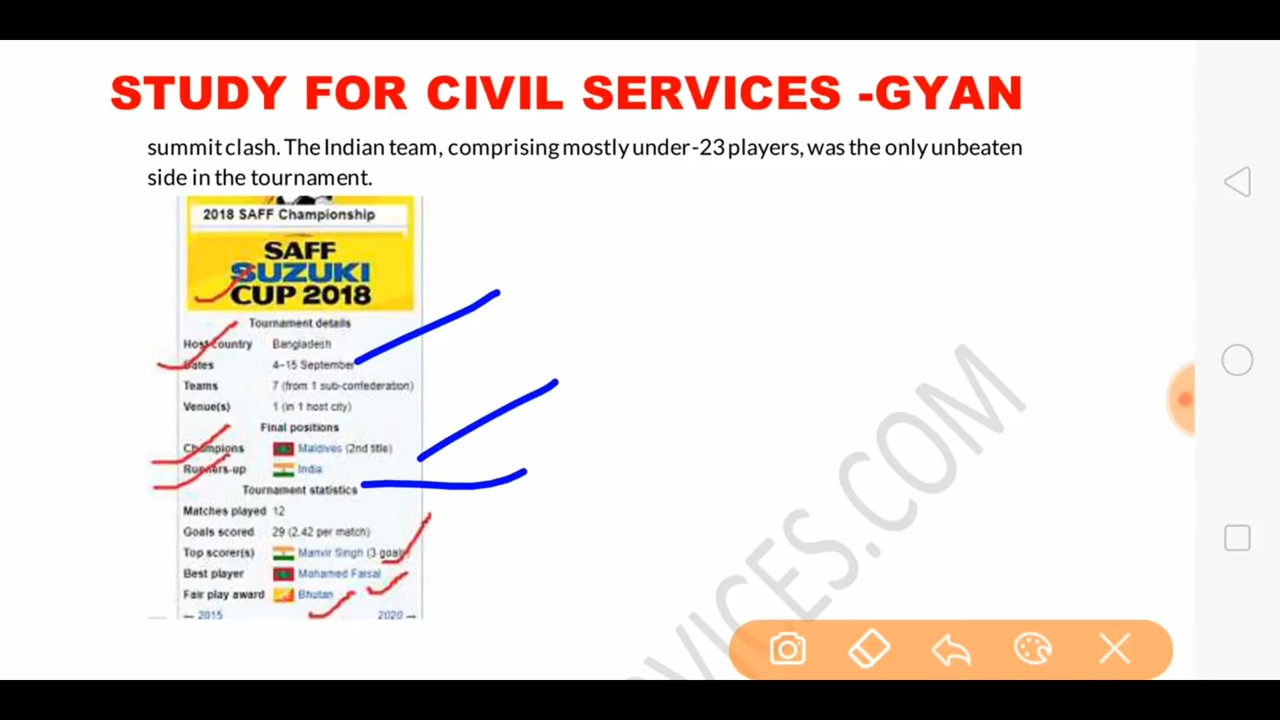 STUDY FOR CIVIL SERVICES -GYAN
summit clash. The Indian team, comprising mostly under-23 players, was the only unbeaten
side in the tournament.
2018 SAFF Championship
SAFF
SUZUKI
CUP 2018
Tournament details
Host country Bangladesh
Dates 4–15 September
Teams 7 (from 1 sub-confederation)
Venue(s) 1 (in 1 host city)
Final positions
Champions Maldives (2nd title)
Runners-up India
Tournament statistics
Matches played 12
Goals scored 29 (2.42 per match)
Top scorer(s) Manvir Singh (3 goals)
Best player Mohamed Faisal
Fair play award Bhutan
← 2015 2020 →
VICES.COM